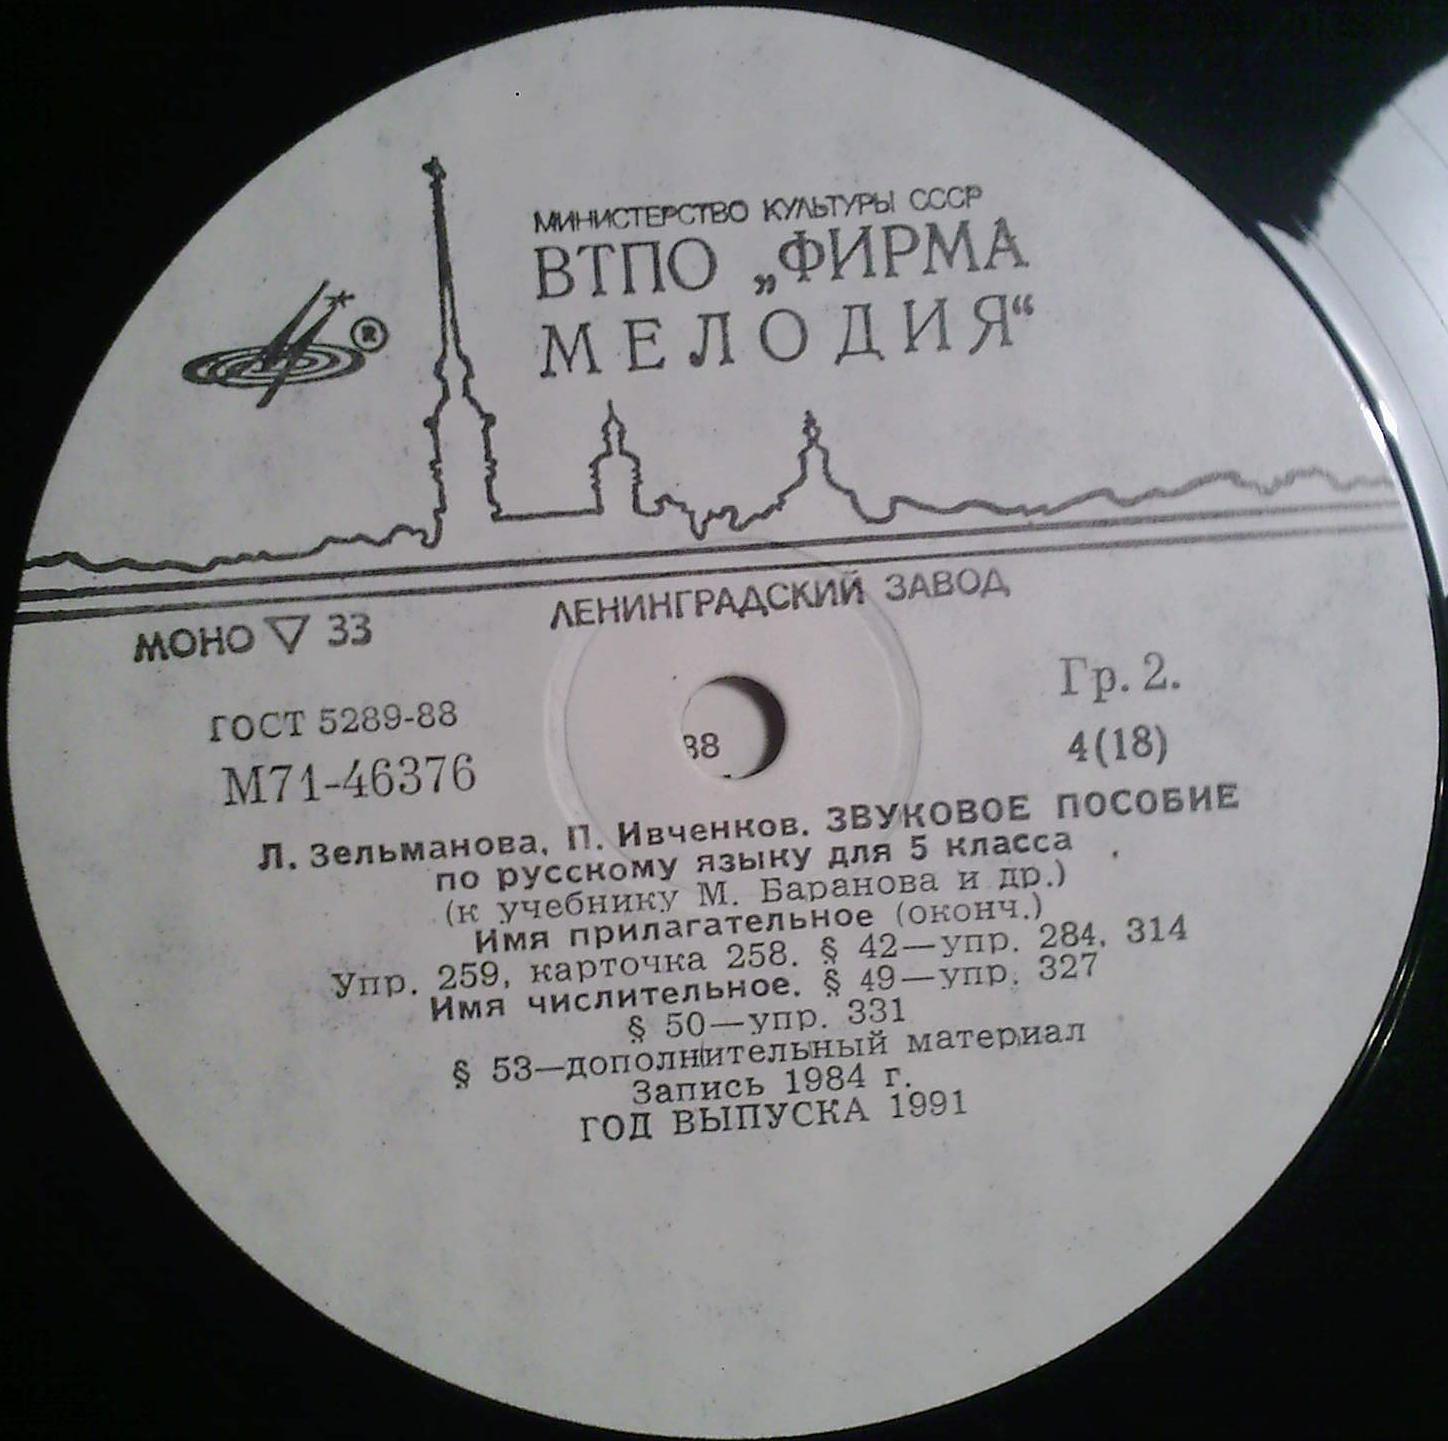 МИНИСТЕРСТВО КУЛЬТУРЫ СССР
ВТПО „ФИРМА
МЕЛОДИЯ“
®
ЛЕНИНГРАДСКИЙ ЗАВОД
МОНО ▽ 33
ГОСТ 5289-88
М71-46376
Гр. 2.
4(18)
88
Л. Зельманова, П. Ивченков. ЗВУКОВОЕ ПОСОБИЕ
по русскому языку для 5 класса
(к учебнику М. Баранова и др.)
Имя прилагательное (оконч.)
Упр. 259, карточка 258. § 42—упр. 284, 314
Имя числительное. § 49—упр. 327
§ 50—упр. 331
§ 53—дополнительный материал
Запись 1984 г.
ГОД ВЫПУСКА 1991